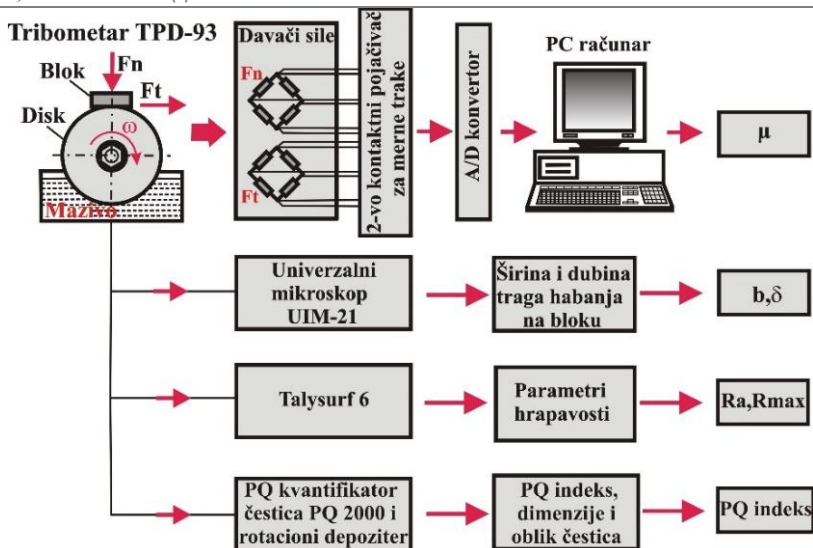 Tribometar TPD-93
Fn
Blok
Ft
Disk
ω
Mazivo
Davači sile
Fn
Ft
2-vo kontaktni pojačivač
za merne trake
A/D konvertor
PC računar
μ
Univerzalni
mikroskop
UIM-21
Širina i dubina
traga habanja
na bloku
b,δ
Talysurf 6
Parametri
hrapavosti
Ra,Rmax
PQ kvantifikator
čestica PQ 2000 i
rotacioni depoziter
PQ indeks,
dimenzije i
oblik čestica
PQ indeks